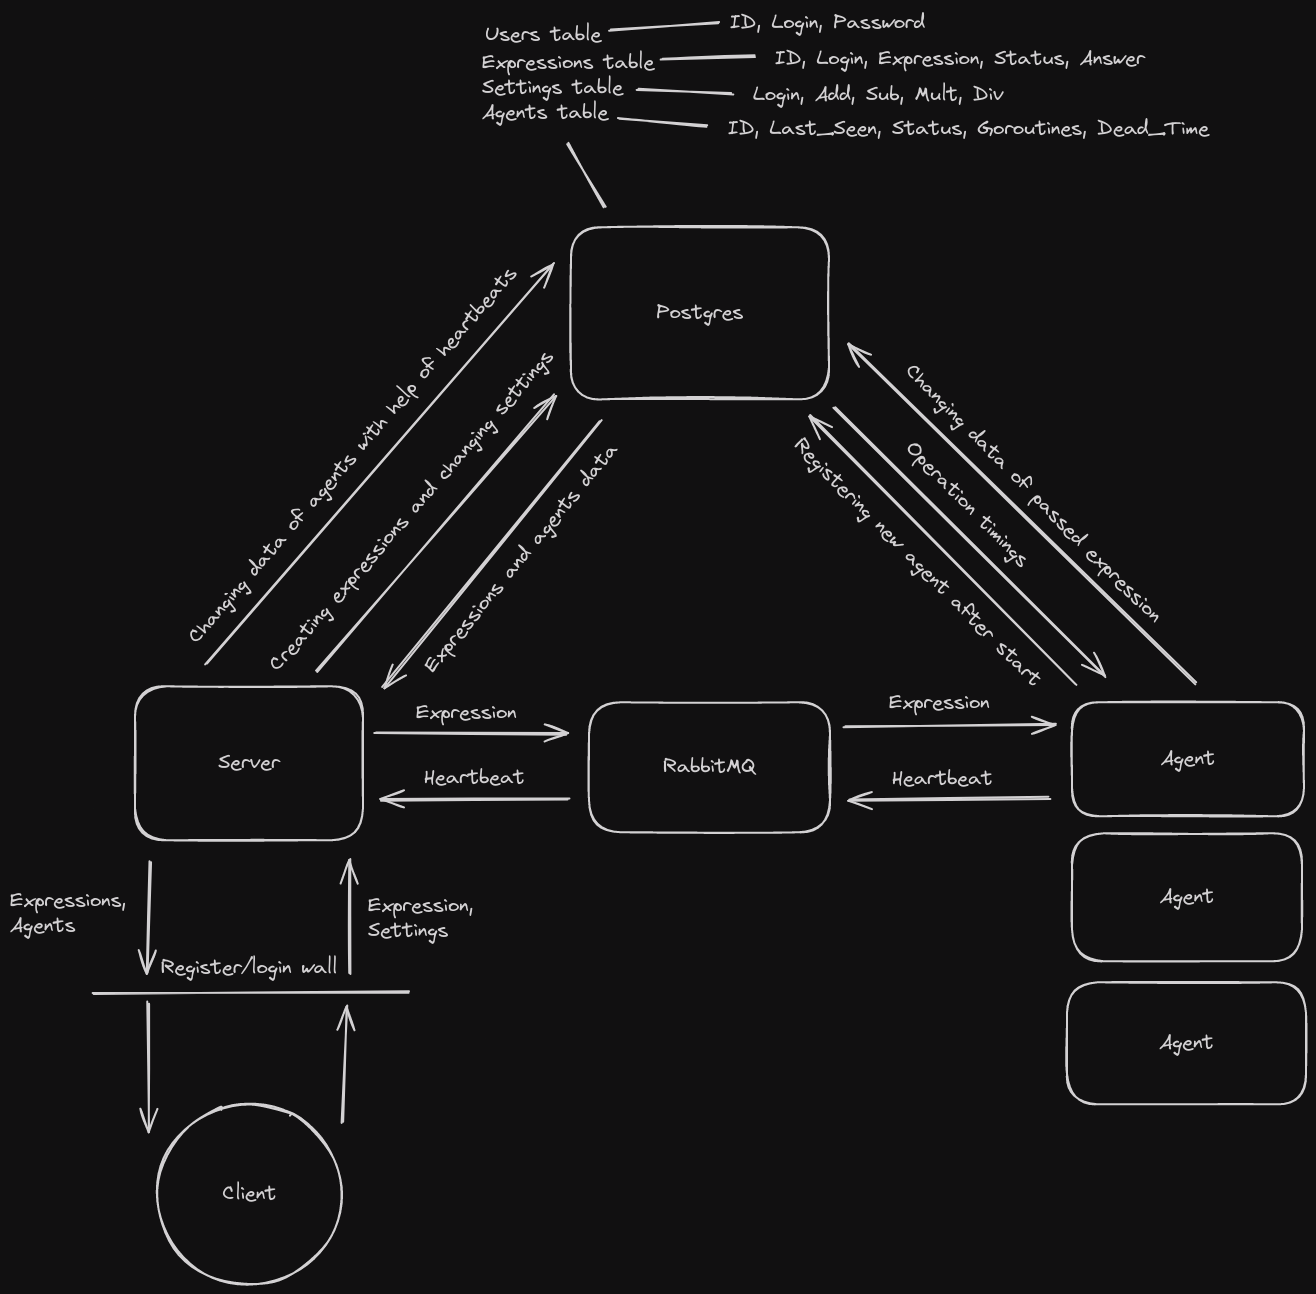 Users table
ID, Login, Password
Expressions table
ID, Login, Expression, Status, Answer
Settings table
Login, Add, Sub, Mult, Div
Agents table
ID, Last_Seen, Status, Goroutines, Dead_Time
Postgres
Changing data of agents with help of heartbeats
Creating expressions and changing settings
Expressions and agents data
Registering new agent after start
Operation timings
Changing data of passed expression
Server
Expression
Heartbeat
RabbitMQ
Expression
Heartbeat
Agent
Agent
Agent
Expressions,
Agents
Expression,
Settings
Register/login wall
Client